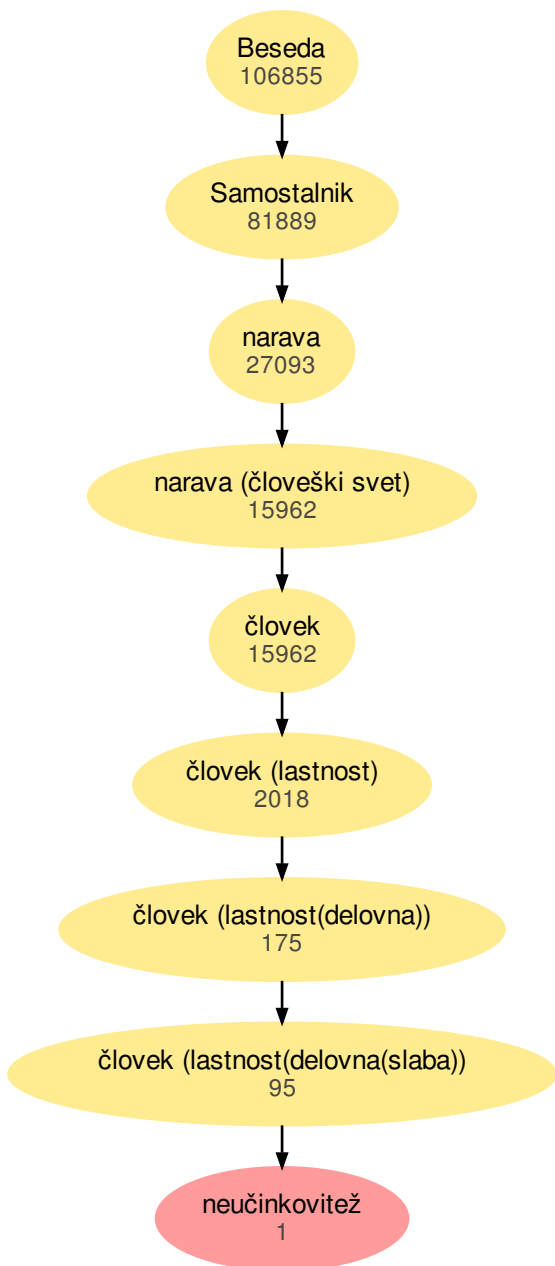 Beseda
106855
Samostalnik
81889
narava
27093
narava (človeški svet)
15962
človek
15962
človek (lastnost)
2018
človek (lastnost(delovna))
175
človek (lastnost(delovna(slaba))
95
neučinkovitež
1